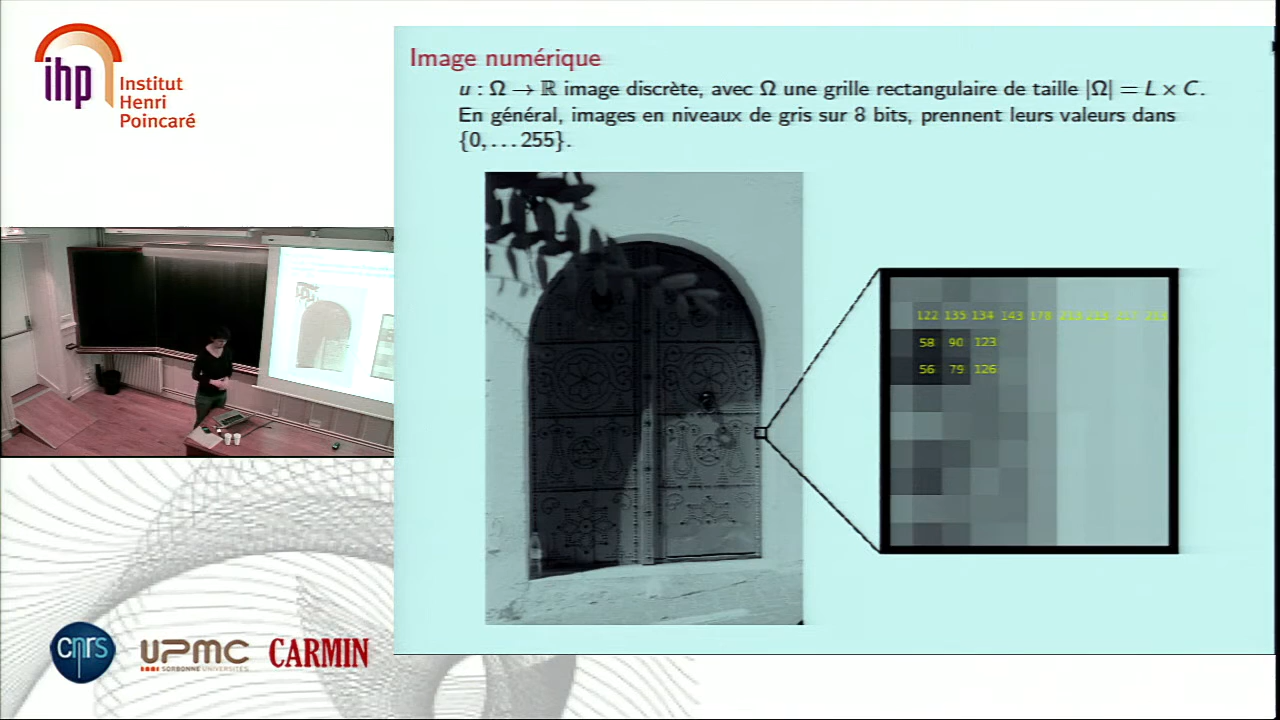 ihp
Institut
Henri
Poincaré
Image numérique
u : Ω → ℝ image discrète, avec Ω une grille rectangulaire de taille |Ω| = L × C.
En général, images en niveaux de gris sur 8 bits, prennent leurs valeurs dans
{0, ... 255}.
122 135 134 143 178
58 90 123
56 79 126
cnrs
UPMC
SORBONNE UNIVERSITÉS
CARMIN